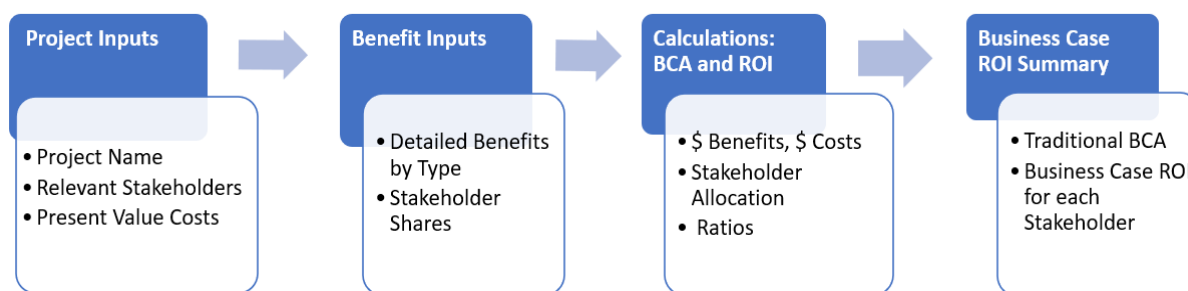 Project Inputs
• Project Name
• Relevant Stakeholders
• Present Value Costs
Benefit Inputs
• Detailed Benefits
by Type
• Stakeholder
Shares
Calculations:
BCA and ROI
• $ Benefits, $ Costs
• Stakeholder
Allocation
• Ratios
Business Case
ROI Summary
• Traditional BCA
• Business Case ROI
for each
Stakeholder